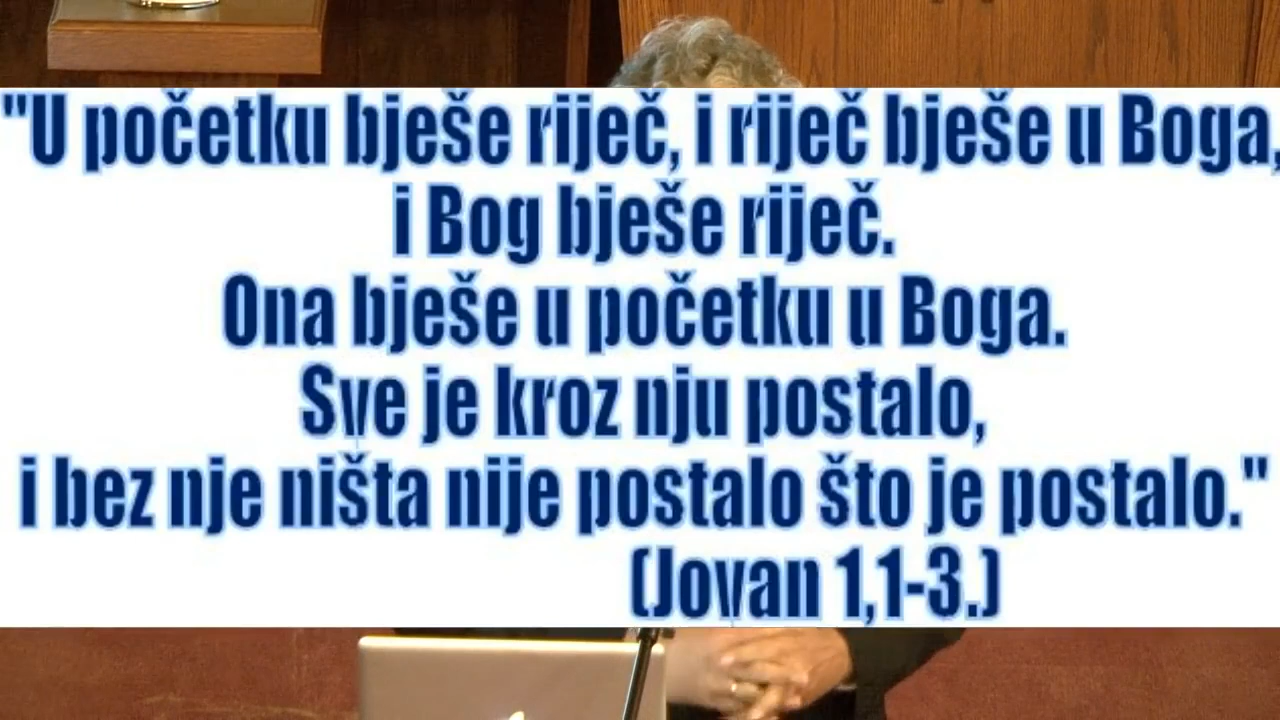 "U početku bješe riječ, i riječ bješe u Boga,
i Bog bješe riječ.
Ona bješe u početku u Boga.
Sve je kroz nju postalo,
i bez nje ništa nije postalo što je postalo."
(Jovan 1,1-3.)